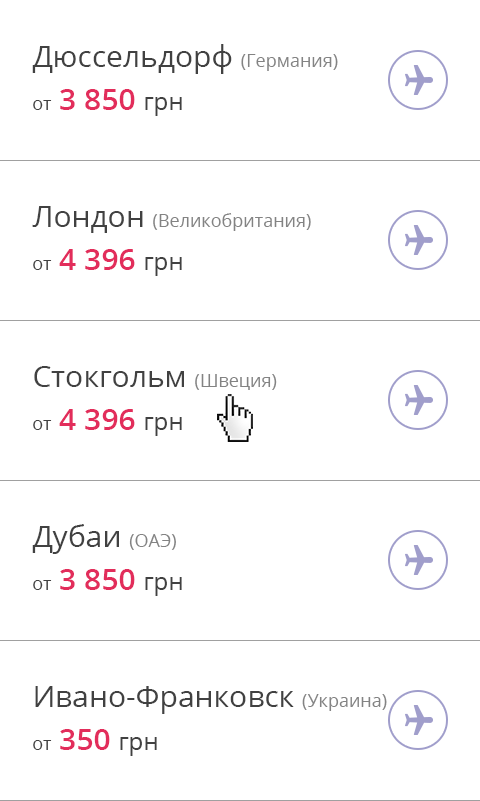 Дюссельдорф (Германия)
от 3 850 грн
Лондон (Великобритания)
от 4 396 грн
Стокгольм (Швеция)
от 4 396 грн
Дубаи (ОАЭ)
от 3 850 грн
Ивано-Франковск (Украина)
от 350 грн